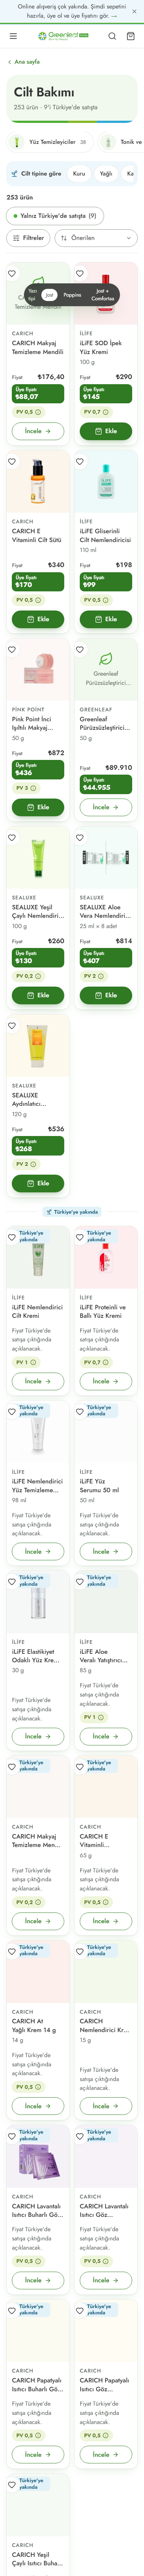 Online alışveriş çok yakında. Şimdi sepetini
hazırla, üye ol ve üye fiyatını gör. →
Greenleaf
Ana sayfa
Cilt Bakımı
253 ürün · 9'i Türkiye'de satışta
Yüz Temizleyiciler 28
Tonik ve
Cilt tipine göre
Kuru
Yağlı
Ka
253 ürün
Yalnız Türkiye'de satışta (9)
Filtreler
Önerilen
Yazı tipi
Jost
Poppins
Jost + Comfortaa
CARICH
CARICH Makyaj
Temizleme Mendili
Fiyat ₺176,40
Üye fiyatı
₺88,07
PV 0,5
İncele →
İLİFE
iLiFE SOD İpek
Yüz Kremi
100 g
Fiyat ₺290
Üye fiyatı
₺145
PV 0,7
Ekle
CARICH
CARICH E
Vitaminli Cilt Sütü
Fiyat ₺340
Üye fiyatı
₺170
PV 0,5
Ekle
İLİFE
iLiFE Gliserinli
Cilt Nemlendiricisi
110 ml
Fiyat ₺198
Üye fiyatı
₺99
PV 0,5
Ekle
PINK POINT
Pink Point İnci
Işıltılı Makyaj...
50 g
Fiyat ₺872
Üye fiyatı
₺436
PV 3
Ekle
Greenleaf
Pürüzsüzleştirici...
GREENLEAF
Greenleaf
Pürüzsüzleştirici...
50 g
Fiyat ₺89.910
Üye fiyatı
₺44.955
İncele →
SEALUXE
SEALUXE Yeşil
Çaylı Nemlendiri...
100 g
Fiyat ₺260
Üye fiyatı
₺130
PV 0,2
Ekle
SEALUXE
SEALUXE Aloe
Vera Nemlendiri...
25 ml × 8 adet
Fiyat ₺814
Üye fiyatı
₺407
PV 2
Ekle
SEALUXE
SEALUXE
Aydınlatıcı...
120 g
Fiyat ₺536
Üye fiyatı
₺268
PV 2
Ekle
Türkiye'ye yakında
Türkiye'ye yakında
İLİFE
iLiFE Nemlendirici
Cilt Kremi
Fiyat Türkiye'de
satışa çıktığında
açıklanacak.
PV 1
İncele →
Türkiye'ye yakında
İLİFE
iLiFE Proteinli ve
Ballı Yüz Kremi
Fiyat Türkiye'de
satışa çıktığında
açıklanacak.
PV 0,7
İncele →
Türkiye'ye yakında
İLİFE
iLiFE Nemlendirici
Yüz Temizleme...
98 ml
Fiyat Türkiye'de
satışa çıktığında
açıklanacak.
İncele →
Türkiye'ye yakında
İLİFE
iLiFE Yüz
Serumu 50 ml
50 ml
Fiyat Türkiye'de
satışa çıktığında
açıklanacak.
İncele →
Türkiye'ye yakında
İLİFE
iLiFE Elastikiyet
Odaklı Yüz Kre...
30 g
Fiyat Türkiye'de
satışa çıktığında
açıklanacak.
İncele →
Türkiye'ye yakında
İLİFE
iLiFE Aloe
Veralı Yatıştırıcı...
85 g
Fiyat Türkiye'de
satışa çıktığında
açıklanacak.
PV 1
İncele →
Türkiye'ye yakında
CARICH
CARICH Makyaj
Temizleme Men...
Fiyat Türkiye'de
satışa çıktığında
açıklanacak.
PV 0,2
İncele →
Türkiye'ye yakında
CARICH
CARICH E
Vitaminli...
65 g
Fiyat Türkiye'de
satışa çıktığında
açıklanacak.
PV 0,5
İncele →
Türkiye'ye yakında
CARICH
CARICH At
Yağlı Krem 14 g
14 g
Fiyat Türkiye'de
satışa çıktığında
açıklanacak.
PV 0,5
İncele →
Türkiye'ye yakında
CARICH
CARICH
Nemlendirici Kr...
15 g
Fiyat Türkiye'de
satışa çıktığında
açıklanacak.
İncele →
Türkiye'ye yakında
CARICH
CARICH Lavantalı
Isıtıcı Buharlı Gö...
Fiyat Türkiye'de
satışa çıktığında
açıklanacak.
PV 0,5
İncele →
Türkiye'ye yakında
CARICH
CARICH Lavantalı
Isıtıcı Göz...
Fiyat Türkiye'de
satışa çıktığında
açıklanacak.
PV 0,5
İncele →
Türkiye'ye yakında
CARICH
CARICH Papatyalı
Isıtıcı Buharlı Gö...
Fiyat Türkiye'de
satışa çıktığında
açıklanacak.
PV 0,5
İncele →
Türkiye'ye yakında
CARICH
CARICH Papatyalı
Isıtıcı Göz...
Fiyat Türkiye'de
satışa çıktığında
açıklanacak.
PV 0,5
İncele →
Türkiye'ye yakında
CARICH
CARICH Yeşil
Çaylı Isıtıcı Buha...